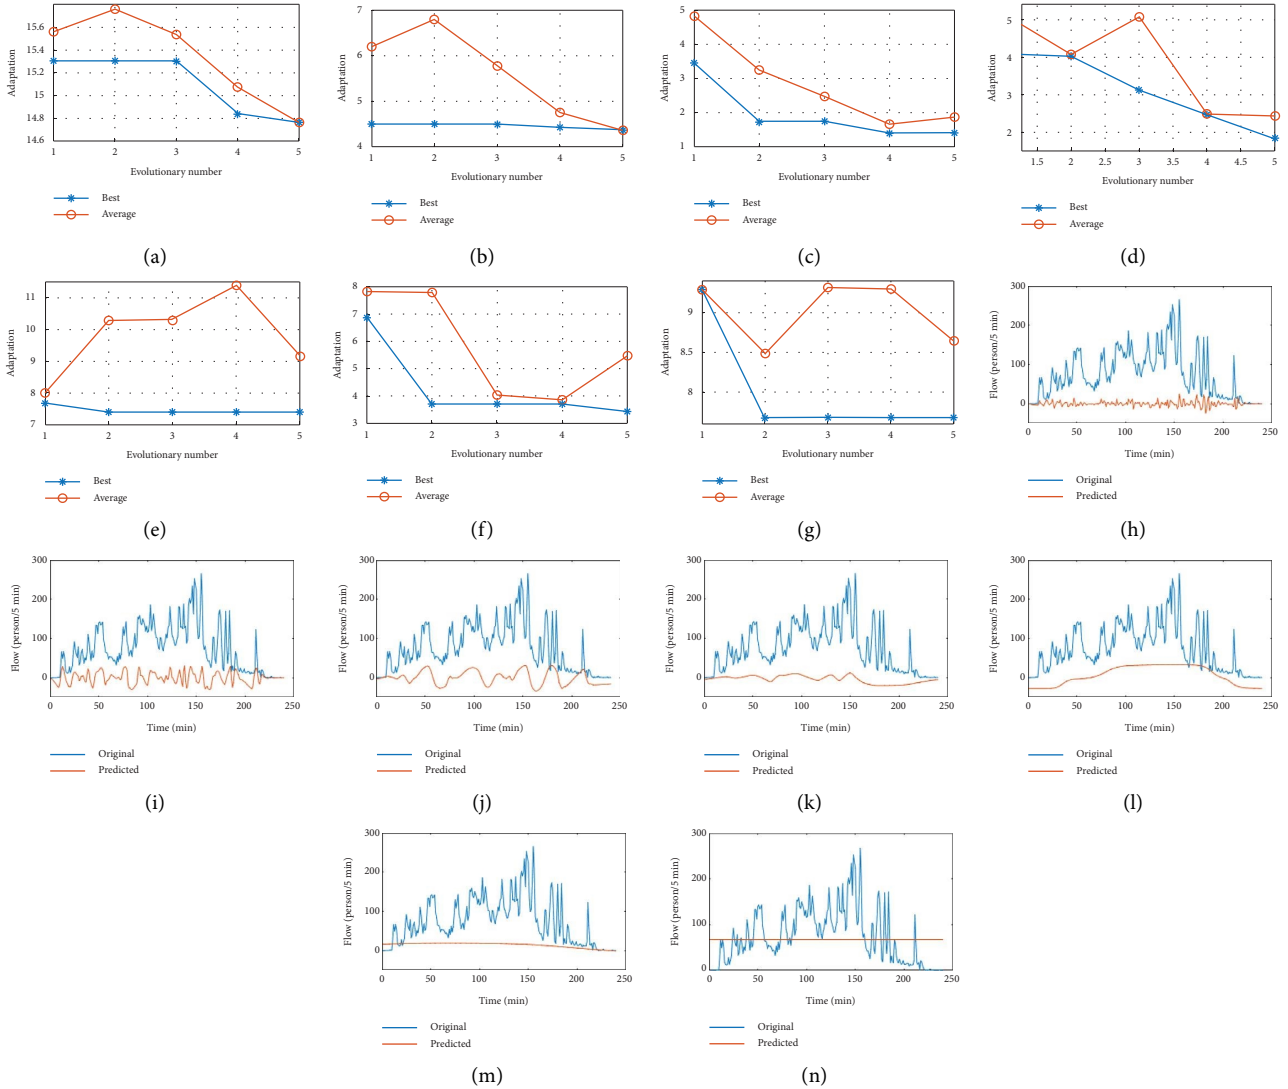 15.6
15.4
15.2
15
14.8
14.6
Adaptation
1 2 3 4 5
Evolutionary number
Best
Average
(a)
7
6
5
4
Adaptation
1 2 3 4 5
Evolutionary number
Best
Average
(b)
5
4
3
2
1
Adaptation
1 2 3 4 5
Evolutionary number
Best
Average
(c)
5
4
3
2
Adaptation
1.5 2 2.5 3 3.5 4 4.5 5
Evolutionary number
Best
Average
(d)
11
10
9
8
7
Adaptation
1 2 3 4 5
Evolutionary number
Best
Average
(e)
8
7
6
5
4
3
Adaptation
1 2 3 4 5
Evolutionary number
Best
Average
(f)
9
8.5
8
Adaptation
1 2 3 4 5
Evolutionary number
Best
Average
(g)
300
200
100
0
Flow (person/5 min)
0 50 100 150 200 250
Time (min)
Original
Predicted
(h)
300
200
100
0
Flow (person/5 min)
0 50 100 150 200 250
Time (min)
Original
Predicted
(i)
300
200
100
0
Flow (person/5 min)
0 50 100 150 200 250
Time (min)
Original
Predicted
(j)
300
200
100
0
Flow (person/5 min)
0 50 100 150 200 250
Time (min)
Original
Predicted
(k)
300
200
100
0
Flow (person/5 min)
0 50 100 150 200 250
Time (min)
Original
Predicted
(l)
300
200
100
0
Flow (person/5 min)
0 50 100 150 200 250
Time (min)
Original
Predicted
(m)
300
200
100
0
Flow (person/5 min)
0 50 100 150 200 250
Time (min)
Original
Predicted
(n)